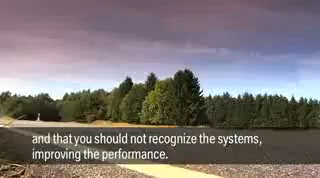 and that you should not recognize the systems,
improving the performance.